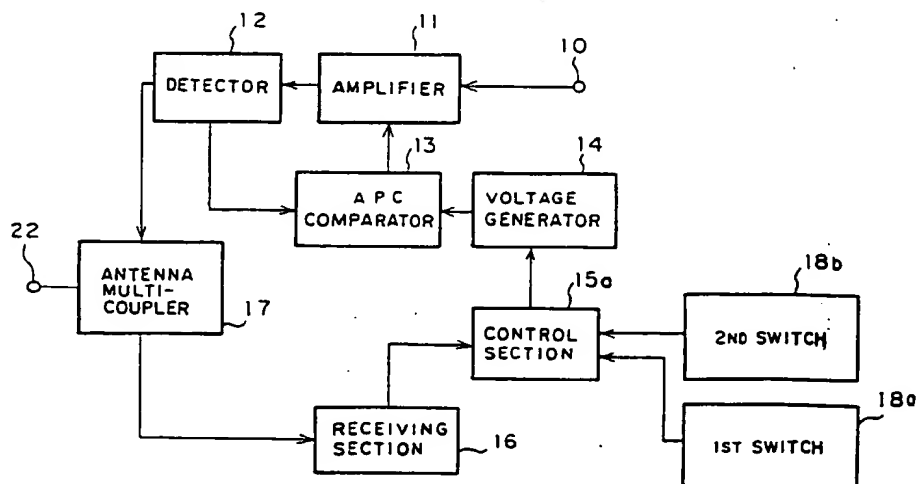 12
11
10
DETECTOR
AMPLIFIER
13
14
A P C
COMPARATOR
VOLTAGE
GENERATOR
22
ANTENNA
MULTI-
COUPLER
17
15a
18b
CONTROL
SECTION
2ND SWITCH
18a
RECEIVING
SECTION
16
1ST SWITCH